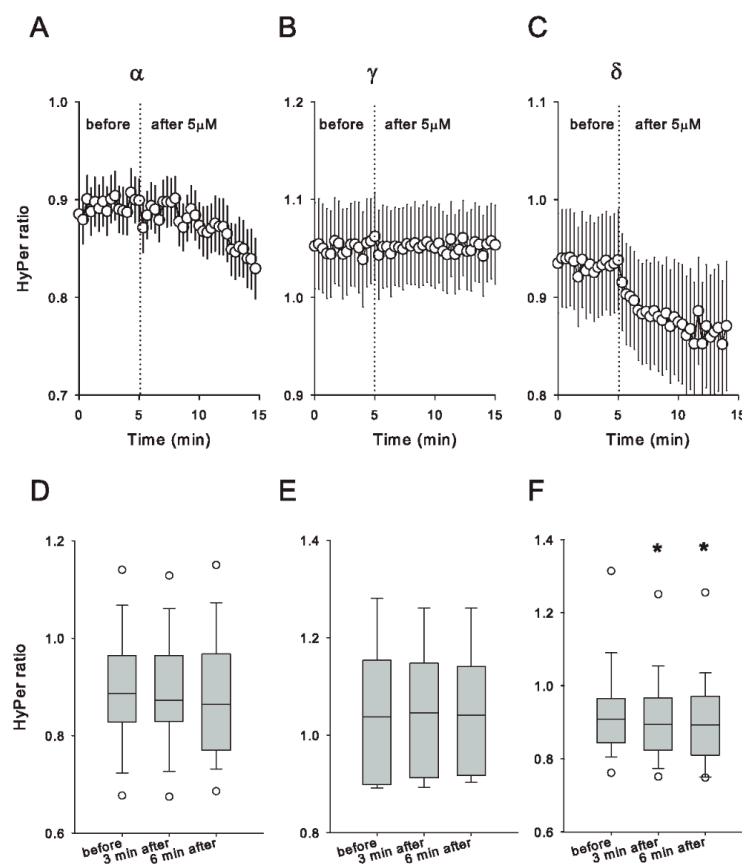 A
B
C
α
γ
δ
1.0
0.9
0.8
0.7
before
after 5μM
0
5
10
15
Time (min)
HyPer ratio
1.2
1.1
1.0
0.9
before
after 5μM
0
5
10
15
Time (min)
1.1
1.0
0.9
0.8
before
after 5μM
0
5
10
15
Time (min)
D
E
F
HyPer ratio
1.2
1.0
0.8
0.6
before
3 min after
6 min after
1.4
1.2
1.0
0.8
before
3 min after
6 min after
1.4
1.2
1.0
0.8
0.6
* *
before
3 min after
6 min after